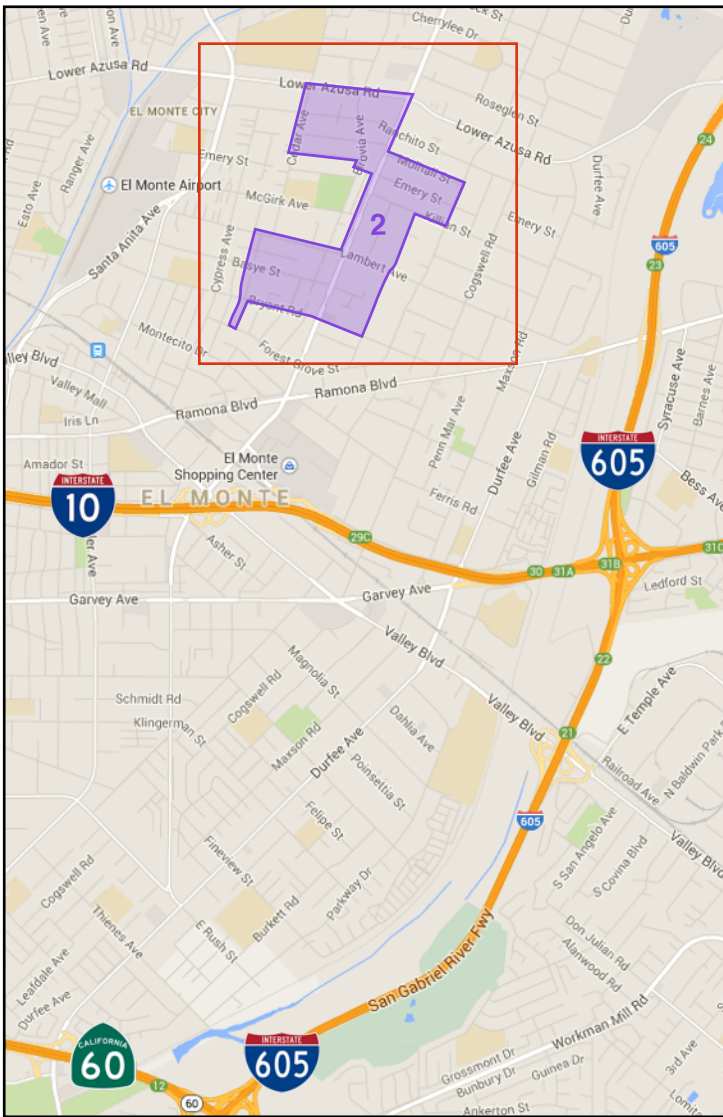 Cherrylee Dr
Lower Azusa Rd
Lower Azusa Rd
Roseglen St
EL MONTE CITY
Cedar Ave
Ranchito St
Lower Azusa Rd
24
Emery St
Mulhall St
Durfee Ave
Ranger Ave
El Monte Airport
Emery St
Esto Ave
McGirk Ave
Killian St
Emery St
2
Santa Anita Ave
605
Cypress Ave
Lambert Ave
Cogswell Rd
23
Basye St
Bryant Rd
Montecito Dr
Forest Grove St
Maxson Rd
Syracuse Ave
Barnes Ave
Valley Mall
Ramona Blvd
Ramona Blvd
Iris Ln
Penn Mar Ave
Durfee Ave
Gilman Rd
El Monte
Shopping Center
INTERSTATE
605
Amador St
Bess Ave
INTERSTATE
10
EL MONTE
Ferris Rd
29C
Asher St
31B
30
31A
Ledford St
Garvey Ave
Garvey Ave
Valley Blvd
22
Magnolia St
E Temple Ave
Schmidt Rd
Cogswell Rd
Valley Blvd
Klingerman St
Dahlia Ave
Maxson Rd
Durfee Ave
21
N Baldwin Park
Poinsettia St
Railroad Ave
605
Felipe St
Valley Blvd
S San Angelo Ave
S Covina Blvd
Fineview St
Cogswell Rd
Parkway Dr
Burkett Rd
Thienes Ave
E Rush St
Don Julian Rd
Alanwood Rd
San Gabriel River Fwy
Leafdale Ave
Durfee Ave
Workman Mill Rd
CALIFORNIA
60
INTERSTATE
605
Grossmont Dr
Guinea Dr
3rd Ave
12
Bunbury Dr
60
Ankerton St